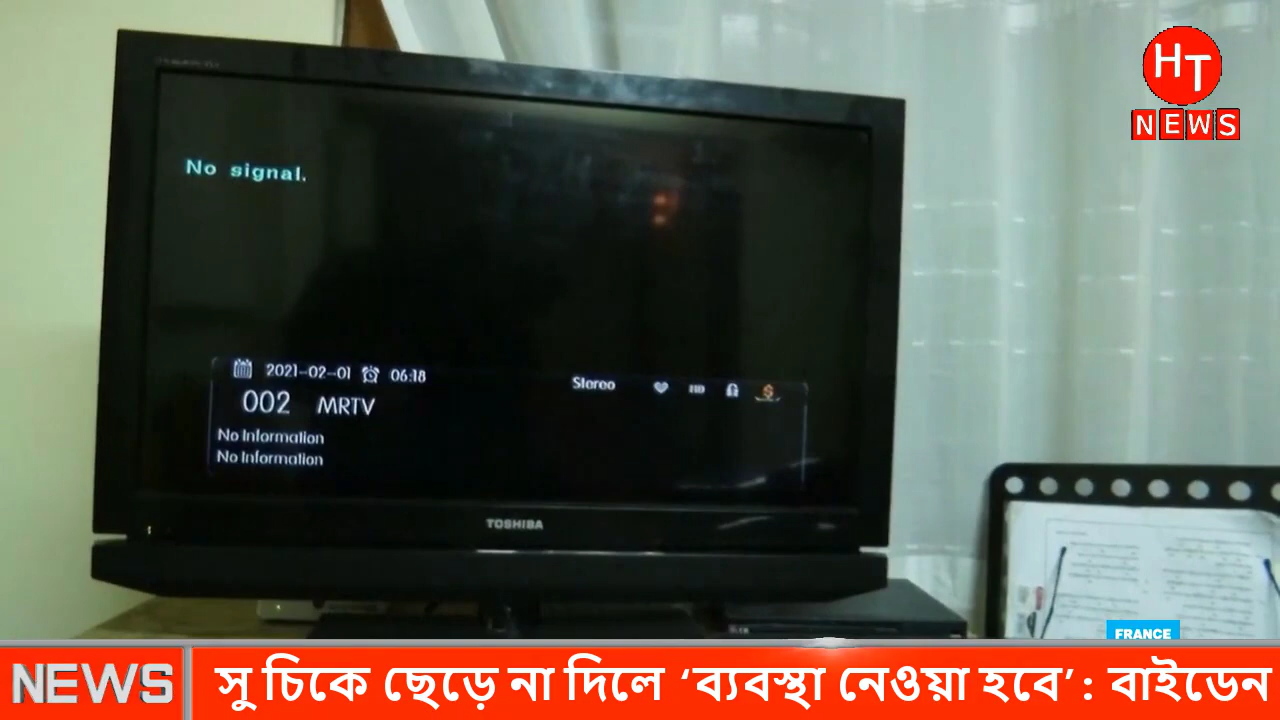 HT
NEWS
No signal.
2021-02-01 06:18
Stereo
HD
002 MRTV
No Information
No Information
TOSHIBA
FRANCE
NEWS
সু চিকে ছেড়ে না দিলে ‘ব্যবস্থা নেওয়া হবে’: বাইডেন